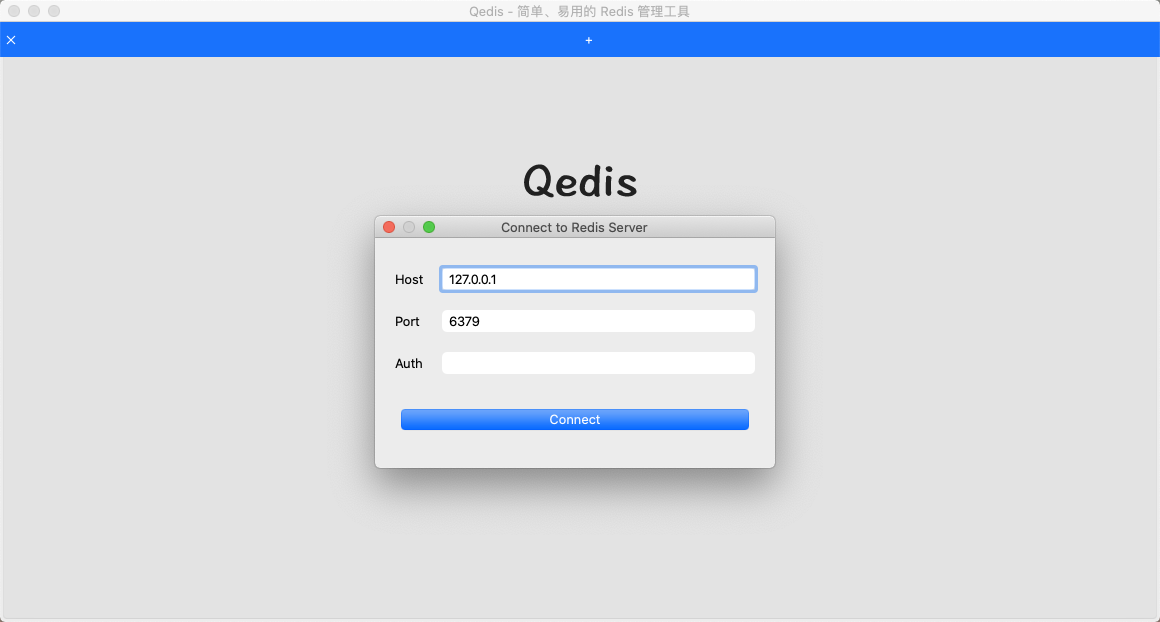 Qedis - 简单、易用的 Redis 管理工具
+
Qedis
Connect to Redis Server
Host 127.0.0.1
Port 6379
Auth
Connect